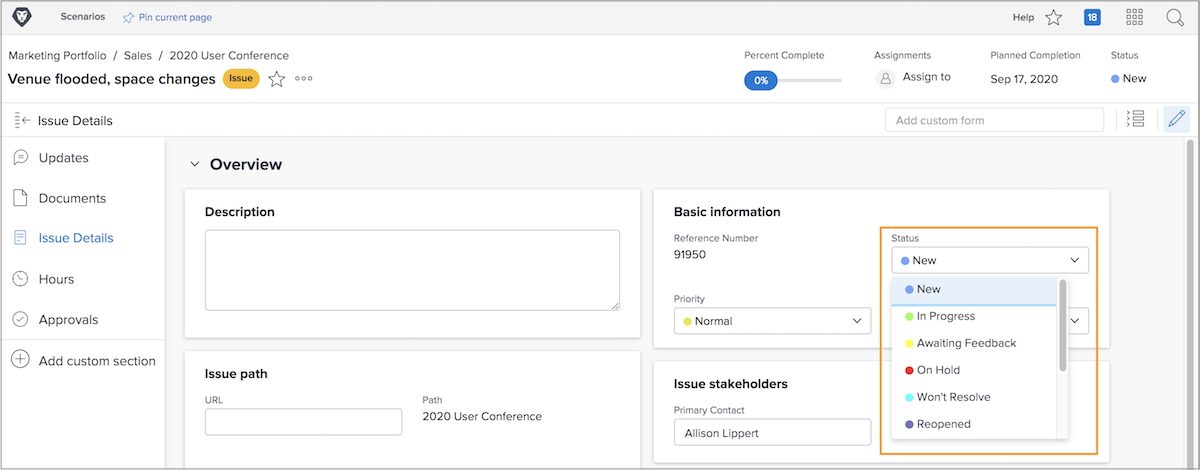 Scenarios
Pin current page
Help
18
Marketing Portfolio / Sales / 2020 User Conference
Venue flooded, space changes
Issue
Percent Complete
0%
Assignments
Assign to
Planned Completion
Sep 17, 2020
Status
New
Issue Details
Add custom form
Updates
Documents
Issue Details
Hours
Approvals
Add custom section
Overview
Description
Basic information
Reference Number
91950
Status
New
New
In Progress
Awaiting Feedback
On Hold
Won't Resolve
Reopened
Priority
Normal
Issue path
URL
Path
2020 User Conference
Issue stakeholders
Primary Contact
Allison Lippert